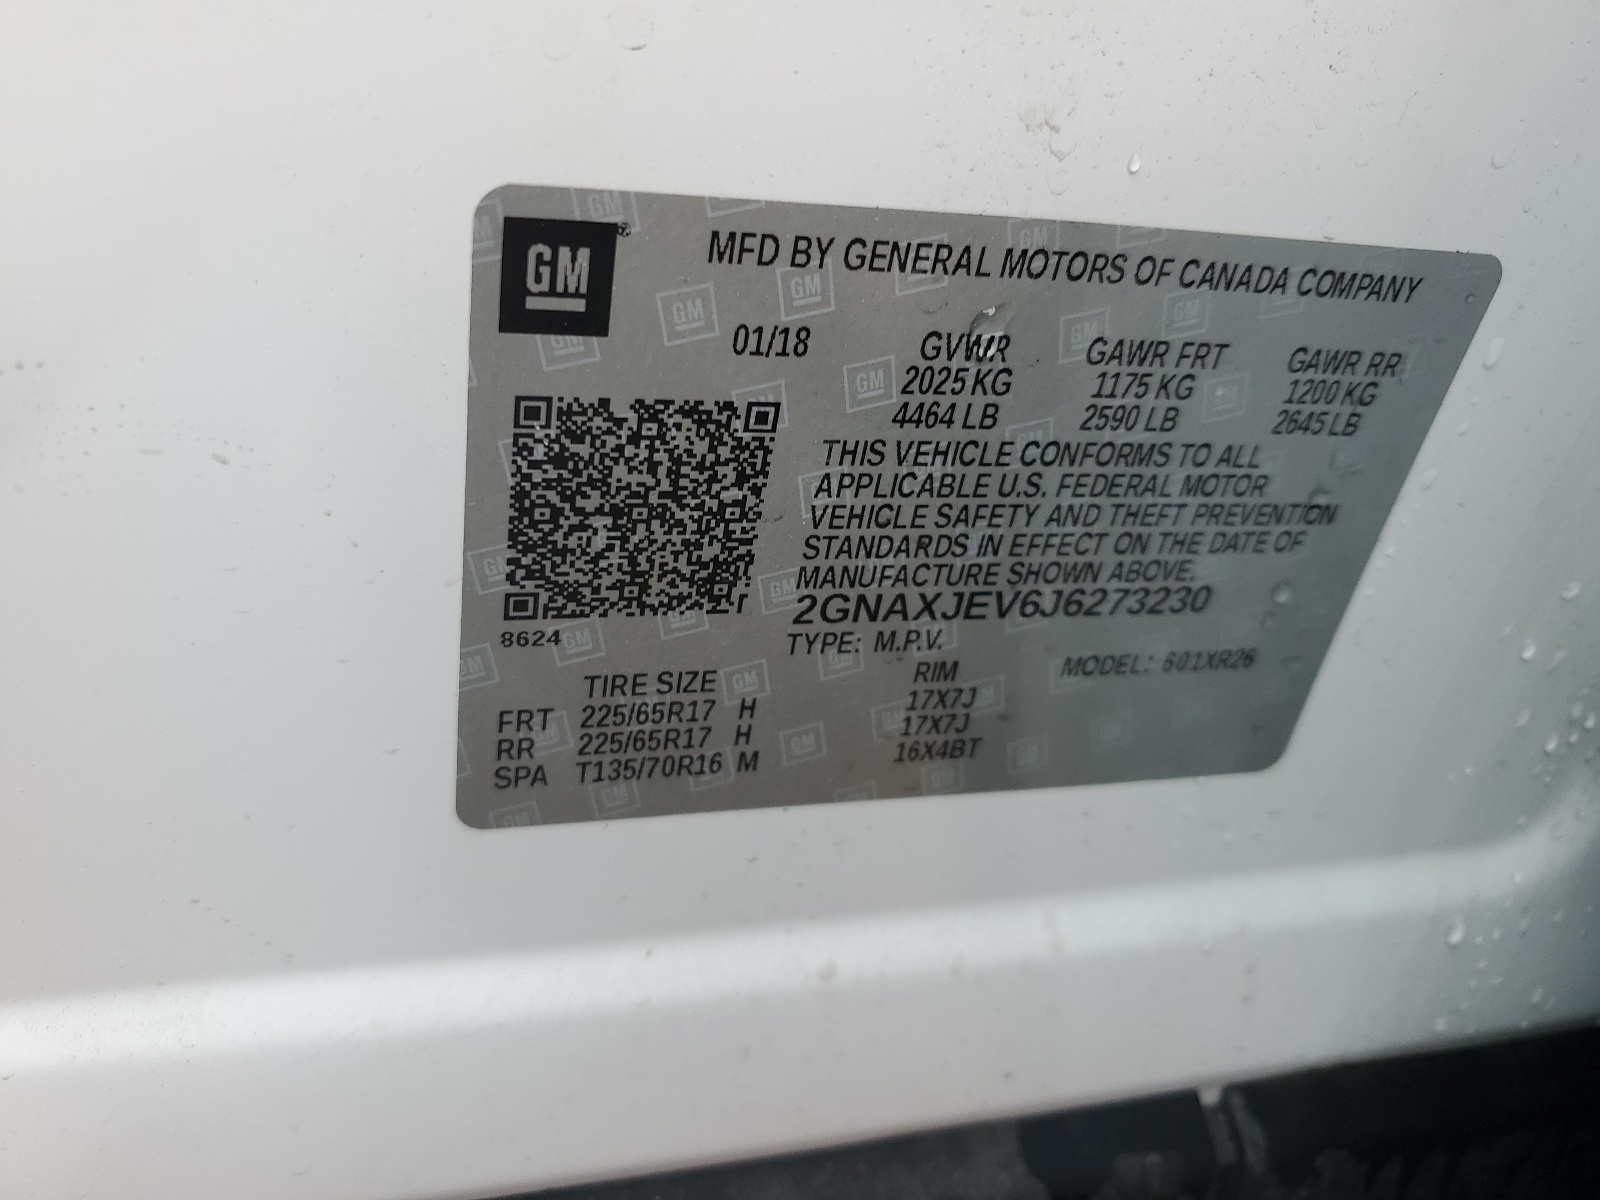 GM
MFD BY GENERAL MOTORS OF CANADA COMPANY
01/18 GVWR GAWR FRT GAWR RR
2025 KG 1175 KG 1200 KG
4464 LB 2590 LB 2645 LB
THIS VEHICLE CONFORMS TO ALL
APPLICABLE U.S. FEDERAL MOTOR
VEHICLE SAFETY AND THEFT PREVENTION
STANDARDS IN EFFECT ON THE DATE OF
MANUFACTURE SHOWN ABOVE.
2GNAXJEV6J6273230
8624
TYPE: M.P.V. MODEL: 601XR26
TIRE SIZE RIM
FRT 225/65R17 H 17X7J
RR 225/65R17 H 17X7J
SPA T135/70R16 M 16X4BT